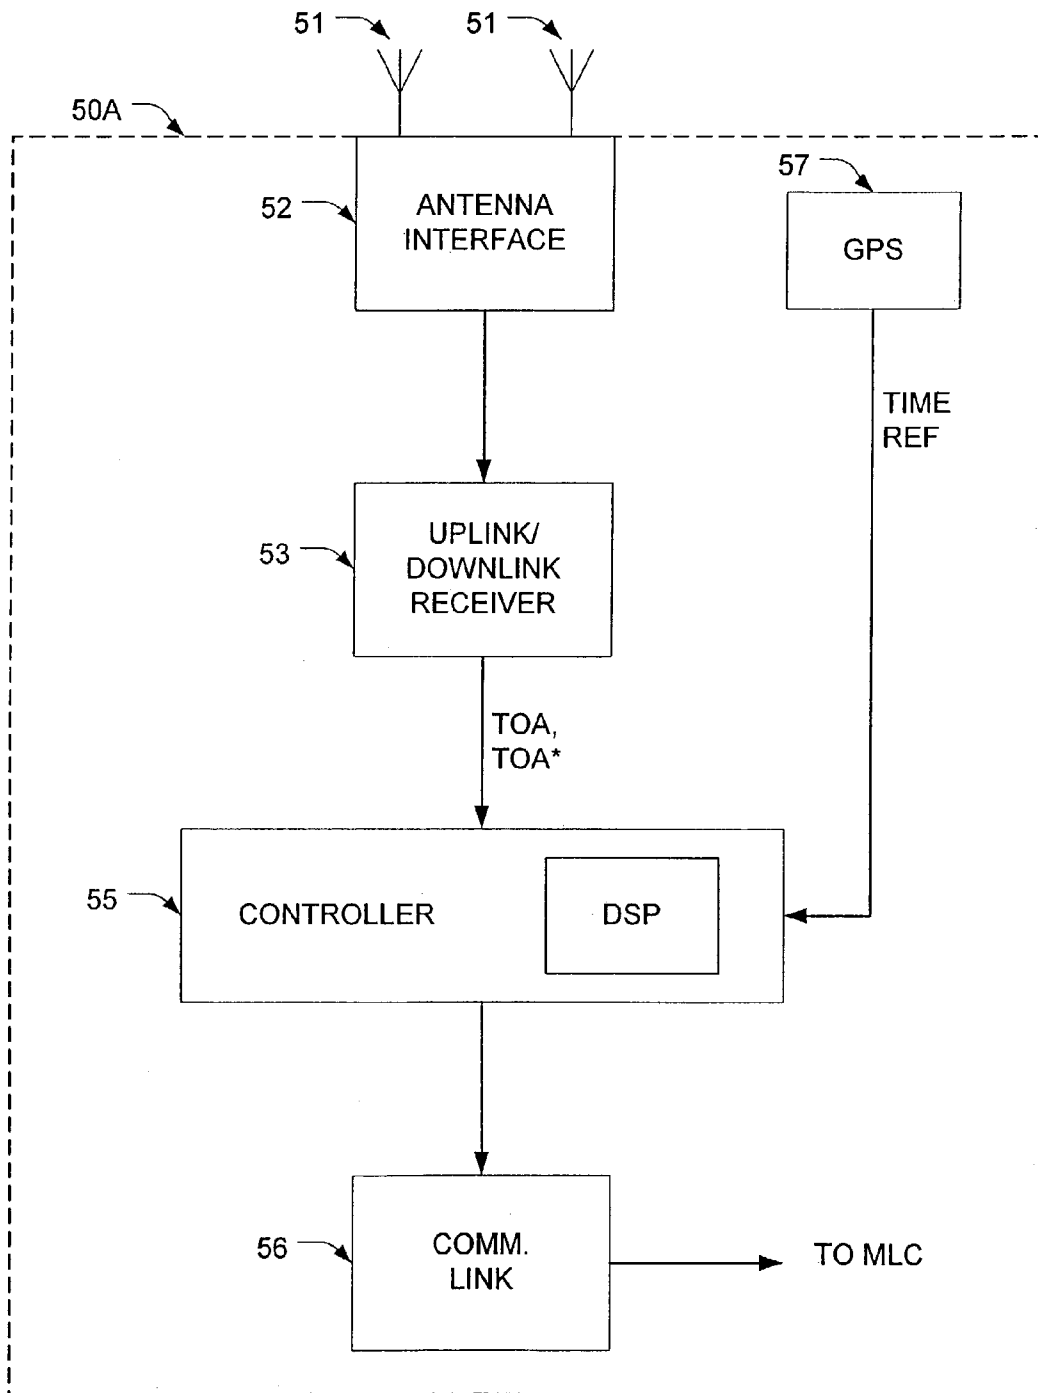 51
51
50A
57
52
ANTENNA
INTERFACE
GPS
TIME
REF
53
UPLINK/
DOWNLINK
RECEIVER
TOA,
TOA*
55
CONTROLLER
DSP
56
COMM.
LINK
TO MLC